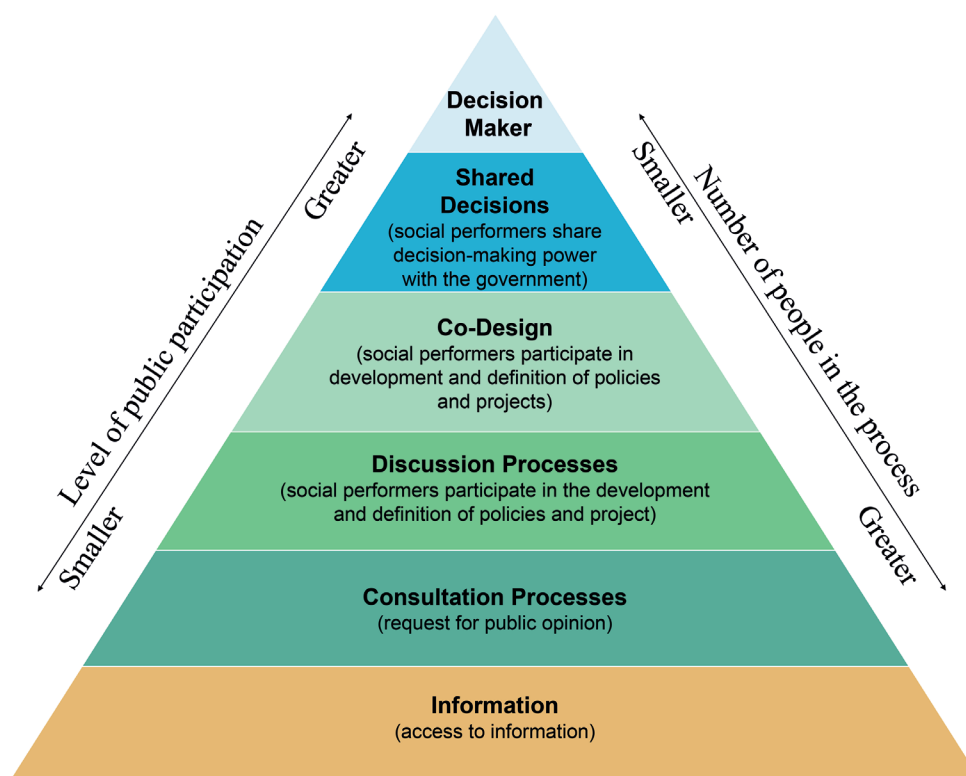 Decision
Maker
Shared
Decisions
(social performers share
decision-making power
with the government)
Co-Design
(social performers participate in
development and definition of policies
and projects)
Discussion Processes
(social performers participate in the development
and definition of policies and project)
Consultation Processes
(request for public opinion)
Information
(access to information)
Greater
Level of public participation
Smaller
Smaller
Number of people in the process
Greater